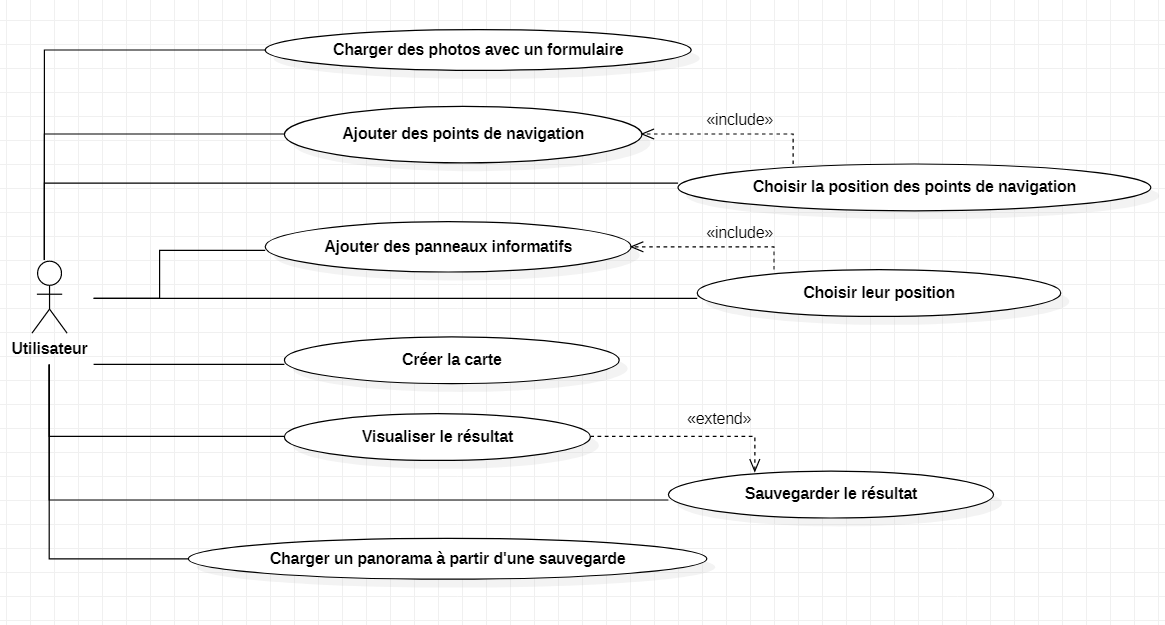 Charger des photos avec un formulaire
Ajouter des points de navigation
«include»
Choisir la position des points de navigation
Ajouter des panneaux informatifs
«include»
Choisir leur position
Utilisateur
Créer la carte
Visualiser le résultat
«extend»
Sauvegarder le résultat
Charger un panorama à partir d'une sauvegarde